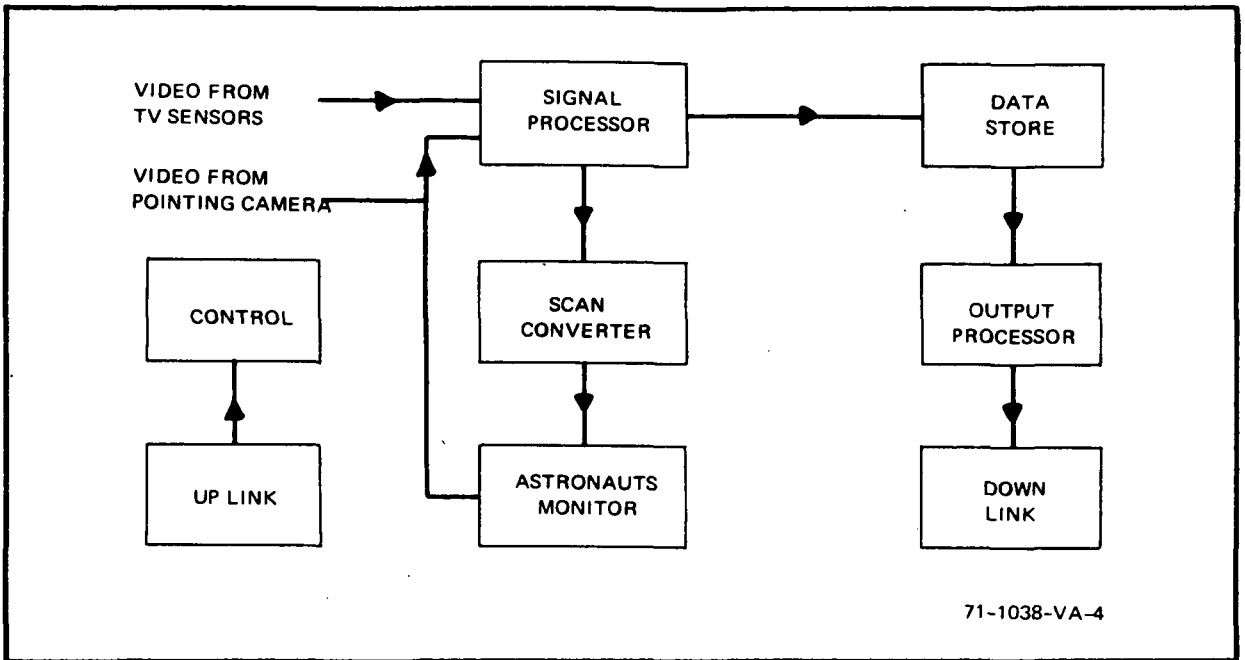 VIDEO FROM
TV SENSORS
SIGNAL
PROCESSOR
DATA
STORE
VIDEO FROM
POINTING CAMERA
CONTROL
SCAN
CONVERTER
OUTPUT
PROCESSOR
UP LINK
ASTRONAUTS
MONITOR
DOWN
LINK
71-1038-VA-4